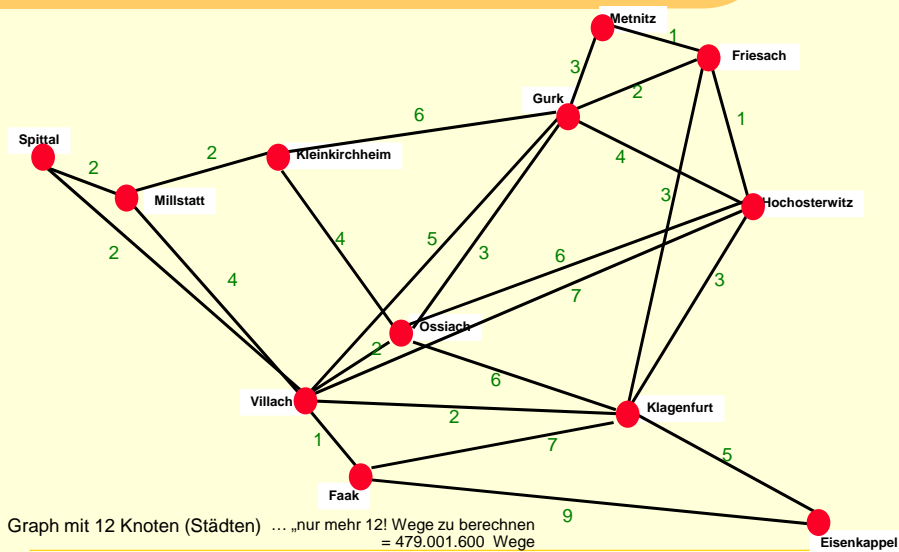 Metnitz
1
Friesach
3
2
Gurk
6
1
Spittal
2
Kleinkirchheim
4
2
Millstatt
3
Hochosterwitz
4
5
3
6
2
4
7
3
Ossiach
2
6
Villach
2
Klagenfurt
1
7
5
Faak
9
Graph mit 12 Knoten (Städten) ... „nur mehr 12! Wege zu berechnen
= 479.001.600 Wege
Eisenkappel